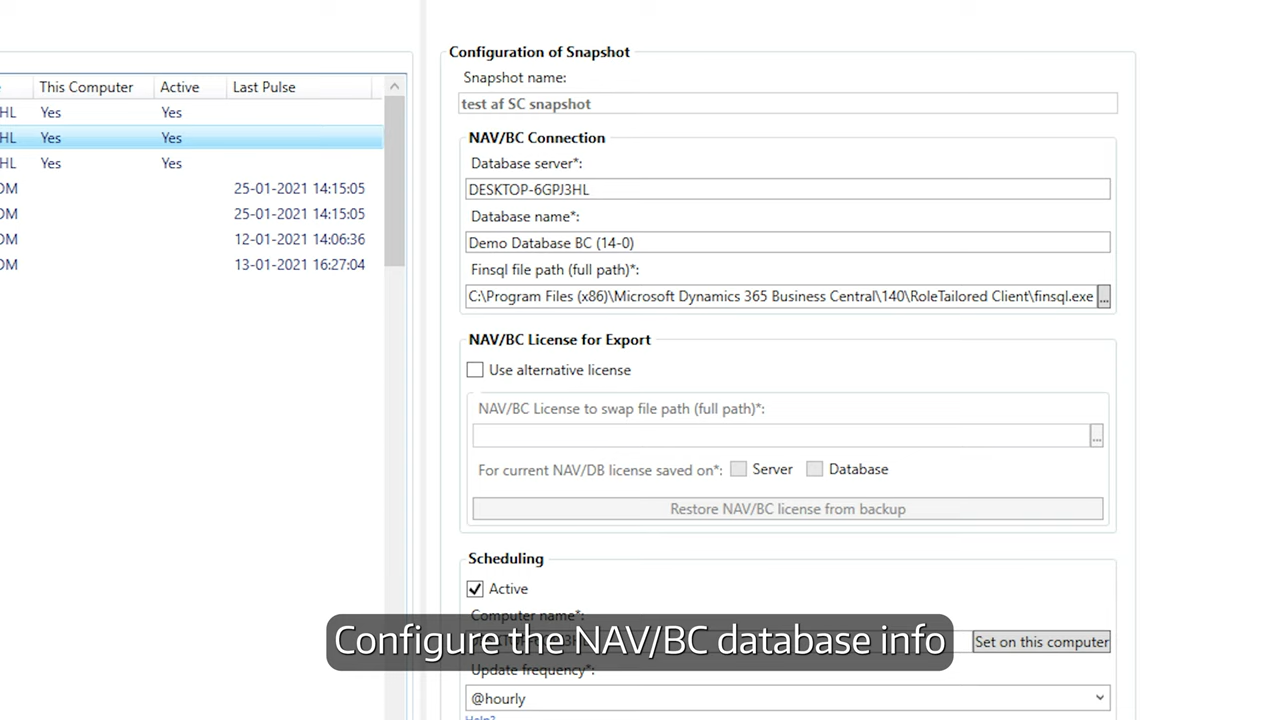 This Computer Active Last Pulse
HL Yes Yes
HL Yes Yes
HL Yes Yes
OM 25-01-2021 14:15:05
OM 25-01-2021 14:15:05
OM 12-01-2021 14:06:36
OM 13-01-2021 16:27:04
Configuration of Snapshot
Snapshot name:
test af SC snapshot
NAV/BC Connection
Database server*:
DESKTOP-6GPJ3HL
Database name*:
Demo Database BC (14-0)
Finsql file path (full path)*:
C:\Program Files (x86)\Microsoft Dynamics 365 Business Central\140\RoleTailored Client\finsql.exe ...
NAV/BC License for Export
Use alternative license
NAV/BC License to swap file path (full path)*:
...
For current NAV/DB license saved on*: Server Database
Restore NAV/BC license from backup
Scheduling
Active
Computer name*:
Set on this computer
Configure the NAV/BC database info
Update frequency*:
@hourly
Help?